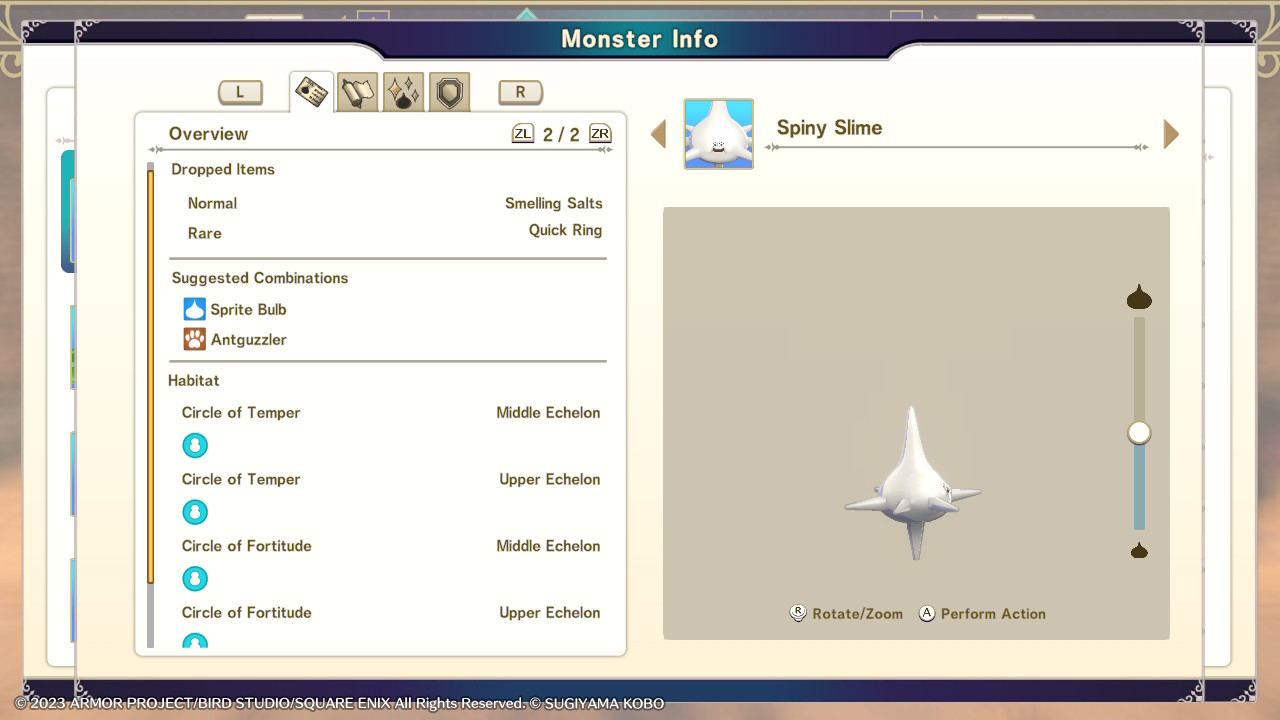 Monster Info
L
R
Overview
ZL 2 / 2 ZR
Dropped Items
Normal Smelling Salts
Rare Quick Ring
Suggested Combinations
Sprite Bulb
Antguzzler
Habitat
Circle of Temper Middle Echelon
Circle of Temper Upper Echelon
Circle of Fortitude Middle Echelon
Circle of Fortitude Upper Echelon
Spiny Slime
R Rotate/Zoom A Perform Action
© 2023 ARMOR PROJECT/BIRD STUDIO/SQUARE ENIX All Rights Reserved. © SUGIYAMA KOBO